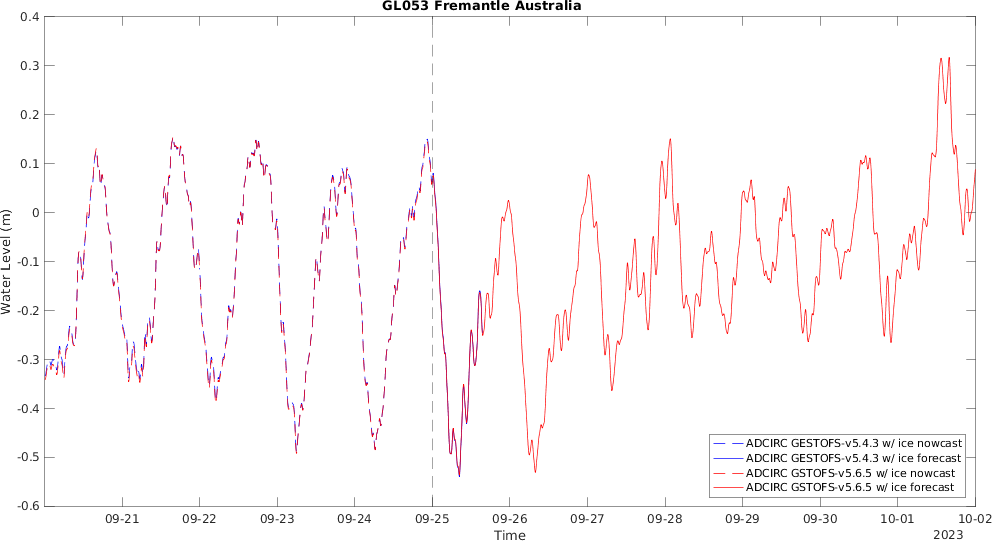 GL053 Fremantle Australia
0.4
0.3
0.2
0.1
0
-0.1
-0.2
-0.3
-0.4
-0.5
-0.6
Water Level (m)
ADCIRC GESTOFS-v5.4.3 w/ ice nowcast
ADCIRC GESTOFS-v5.4.3 w/ ice forecast
ADCIRC GSTOFS-v5.6.5 w/ ice nowcast
ADCIRC GSTOFS-v5.6.5 w/ ice forecast
09-21 09-22 09-23 09-24 09-25 09-26 09-27 09-28 09-29 09-30 10-01 10-02
Time
2023